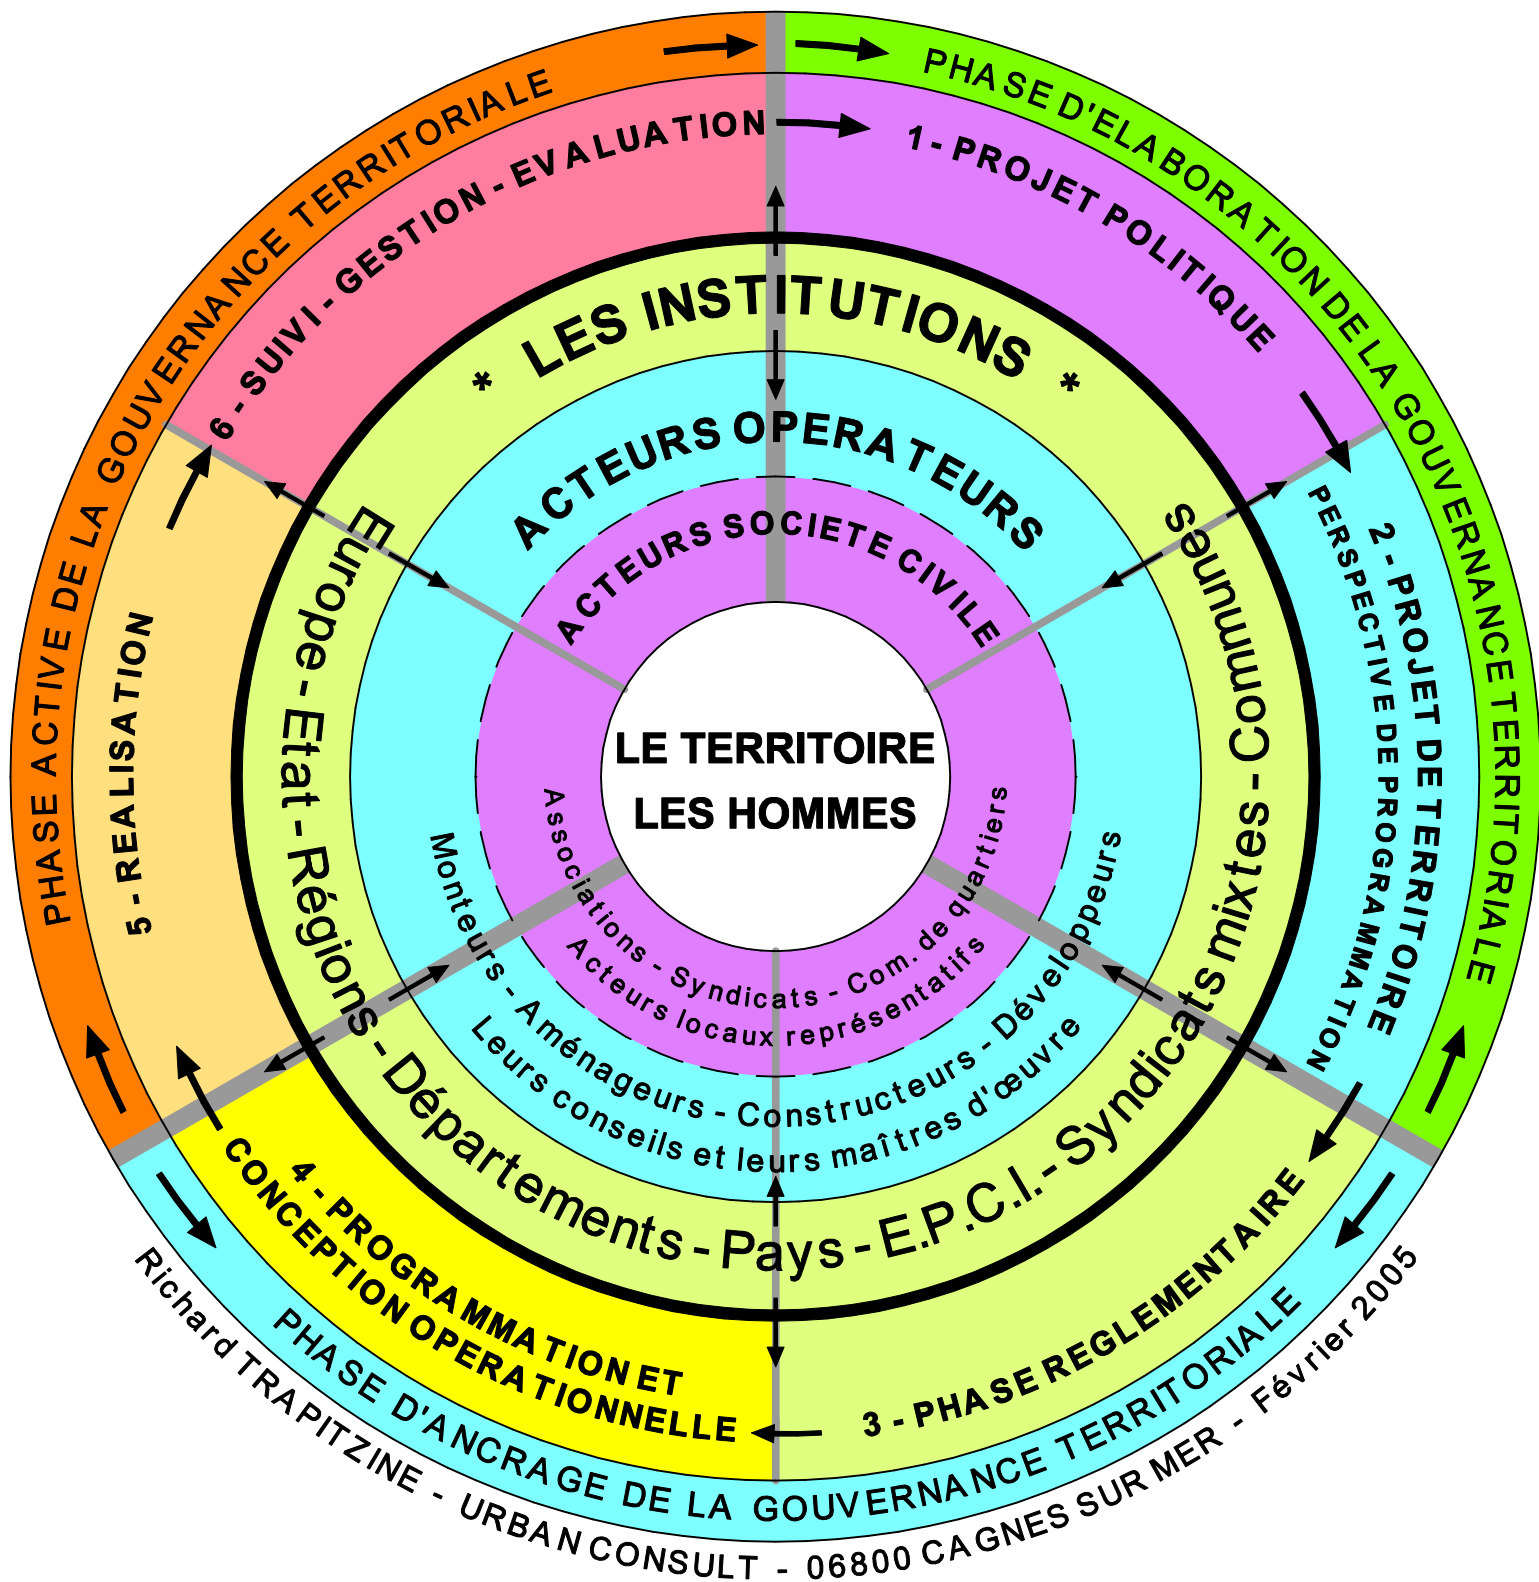 PHASE D'ELABORATION DE LA GOUVERNANCE TERRITORIALE
PHASE D'ANCRAGE DE LA GOUVERNANCE TERRITORIALE
PHASE ACTIVE DE LA GOUVERNANCE TERRITORIALE
1 - PROJET POLITIQUE
2 - PROJET DE TERRITOIRE
PERSPECTIVE DE PROGRAMMATION
3 - PHASE REGLEMENTAIRE
4 - PROGRAMMATION ET
CONCEPTION OPERATIONNELLE
5 - REALISATION
6 - SUIVI - GESTION - EVALUATION
* LES INSTITUTIONS *
Europe - Etat - Régions - Départements - Pays - E.P.C.I. - Syndicats mixtes - Communes
ACTEURS OPERATEURS
Monteurs - Aménageurs - Constructeurs - Développeurs
Leurs conseils et leurs maîtres d'œuvre
ACTEURS SOCIETE CIVILE
Associations - Syndicats - Com. de quartiers
Acteurs locaux représentatifs
LE TERRITOIRE
LES HOMMES
Richard TRAPITZINE - URBAN CONSULT - 06800 CAGNES SUR MER - Février 2005